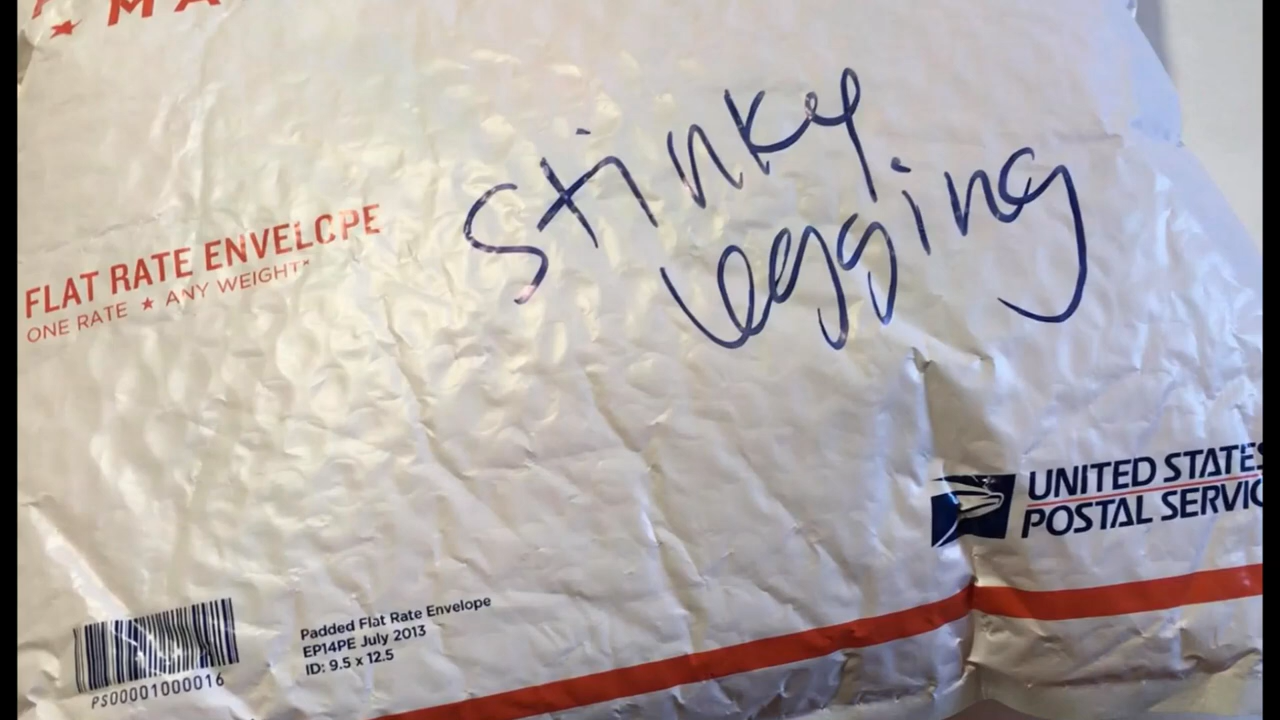 ★ MA
FLAT RATE ENVELOPE
ONE RATE ★ ANY WEIGHT*
Stinky
Legging
UNITED STATES
POSTAL SERVIC
PS00001000016
Padded Flat Rate Envelope
EP14PE July 2013
ID: 9.5 x 12.5